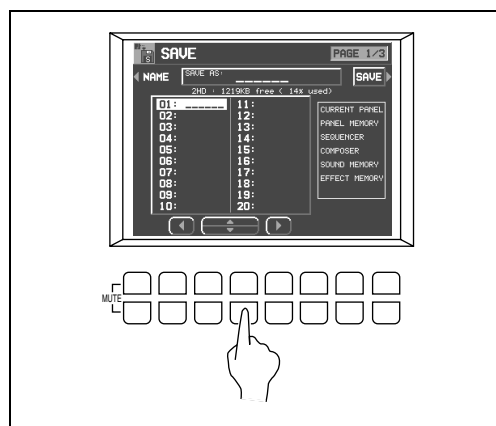 S SAVE PAGE 1/3
NAME SAVE AS: ______ SAVE
2HD : 1219KB free ( 14% used)
01: ______ 11:
02: 12:
03: 13:
04: 14:
05: 15:
06: 16:
07: 17:
08: 18:
09: 19:
10: 20:
CURRENT PANEL
PANEL MEMORY
SEQUENCER
COMPOSER
SOUND MEMORY
EFFECT MEMORY
MUTE